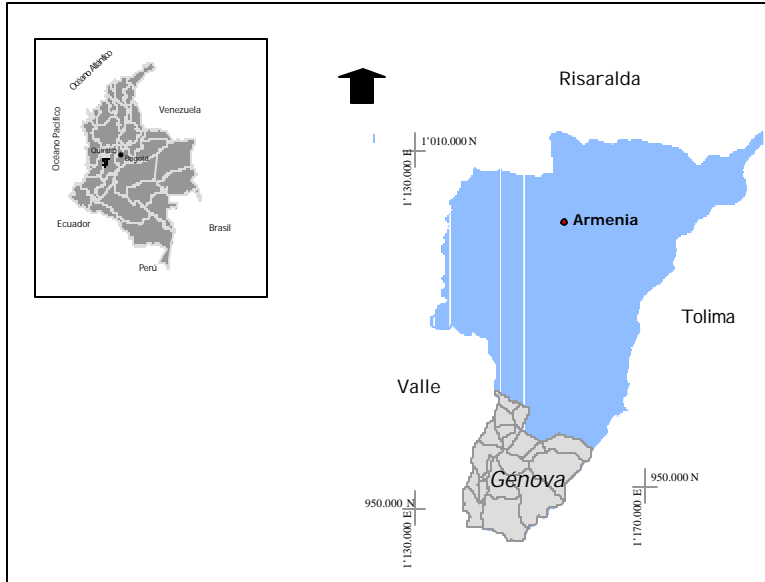 Océano Atlántico
Océano Pacífico
Venezuela
Quindío
Bogotá
Ecuador
Brasil
Perú
Risaralda
1'010.000 N
1'130.000 E
Armenia
Tolima
Valle
Génova
950.000 N
1'130.000 E
950.000 N
1'170.000 E